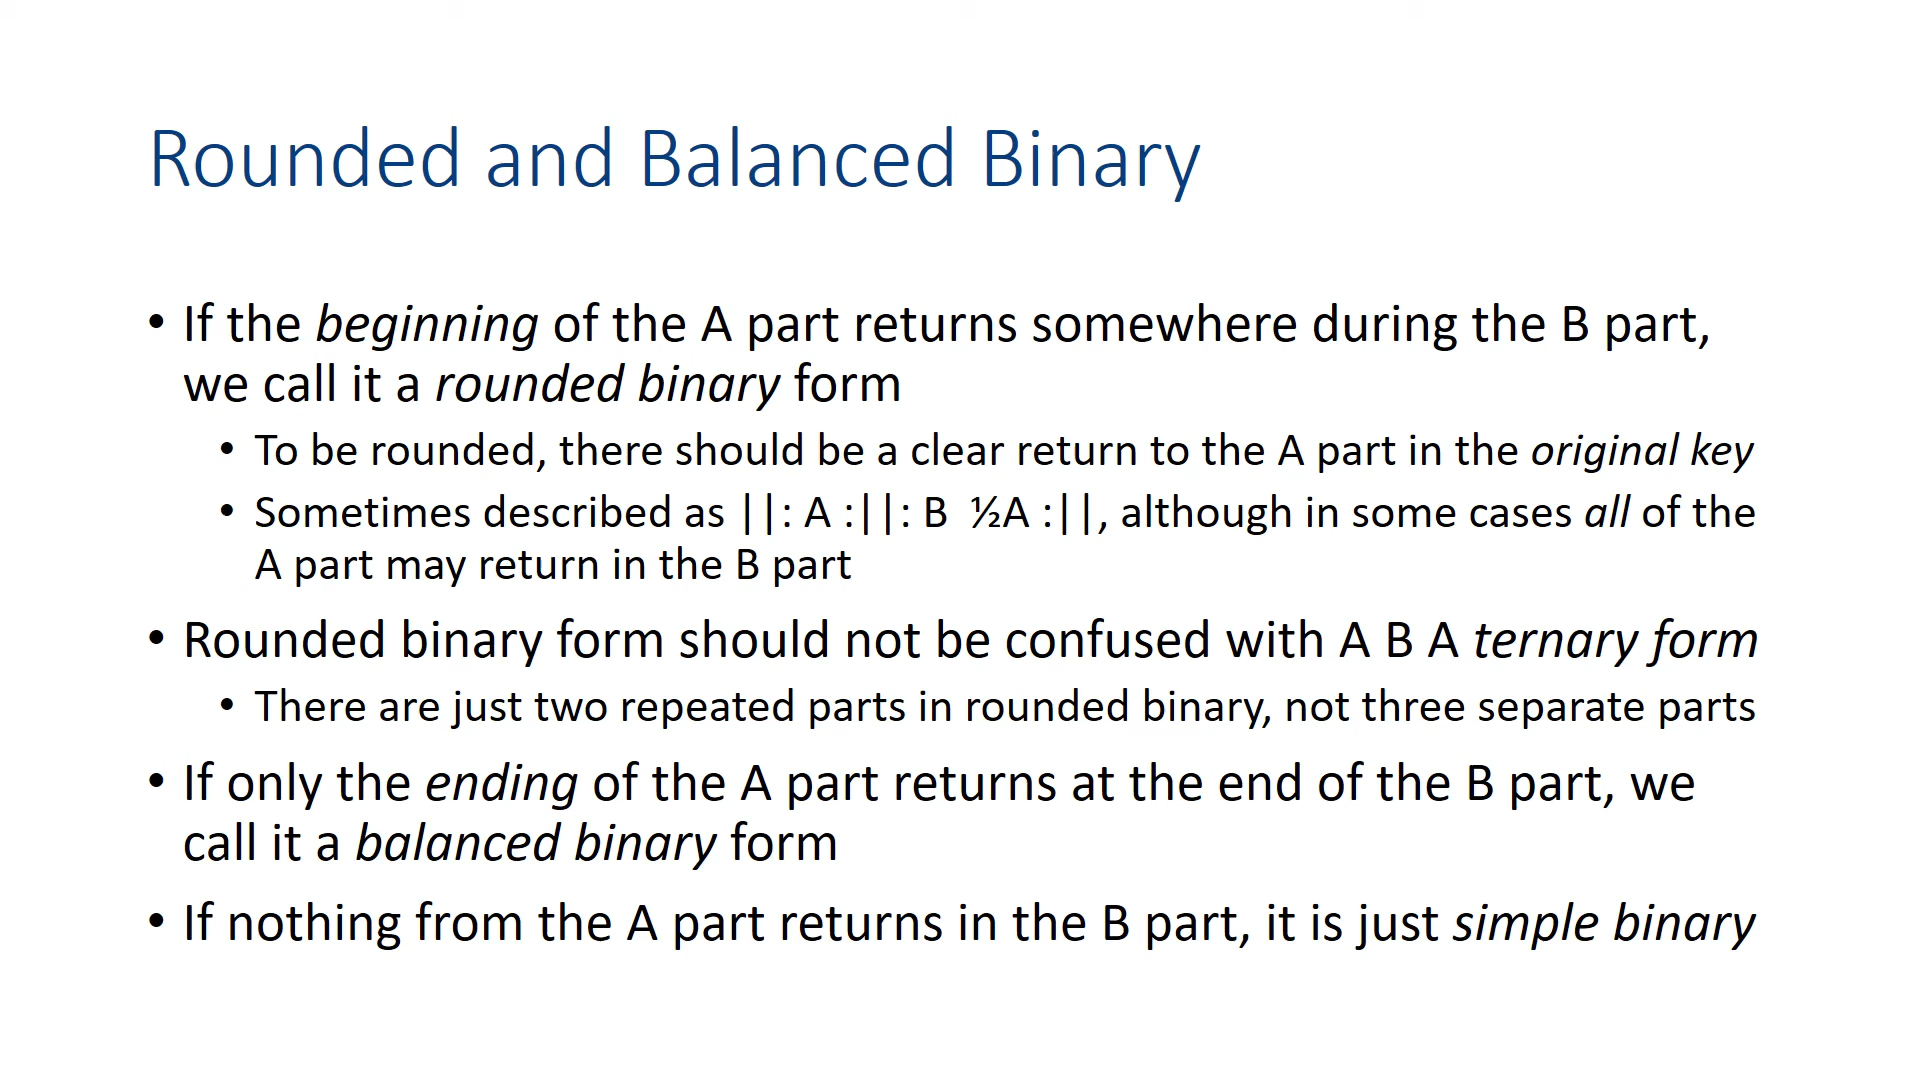 Rounded and Balanced Binary
• If the beginning of the A part returns somewhere during the B part,
we call it a rounded binary form
• To be rounded, there should be a clear return to the A part in the original key
• Sometimes described as ||: A :||: B  ½A :||, although in some cases all of the
A part may return in the B part
• Rounded binary form should not be confused with A B A ternary form
• There are just two repeated parts in rounded binary, not three separate parts
• If only the ending of the A part returns at the end of the B part, we
call it a balanced binary form
• If nothing from the A part returns in the B part, it is just simple binary